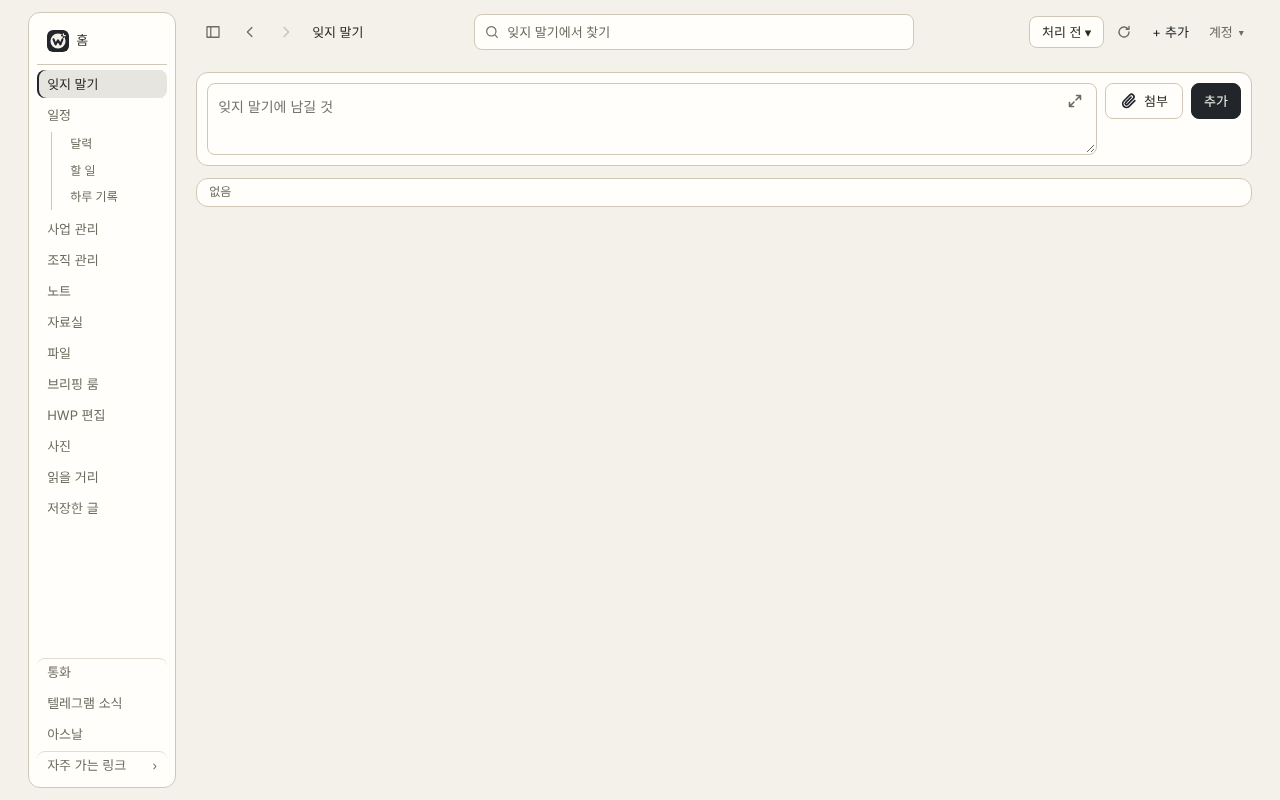 홈
잊지 말기
일정
달력
할 일
하루 기록
사업 관리
조직 관리
노트
자료실
파일
브리핑 룸
HWP 편집
사진
읽을 거리
저장한 글
통화
텔레그램 소식
아스날
자주 가는 링크 ›
잊지 말기
잊지 말기에서 찾기
처리 전 ▾
+ 추가
계정 ▾
잊지 말기에 남길 것
첨부
추가
없음